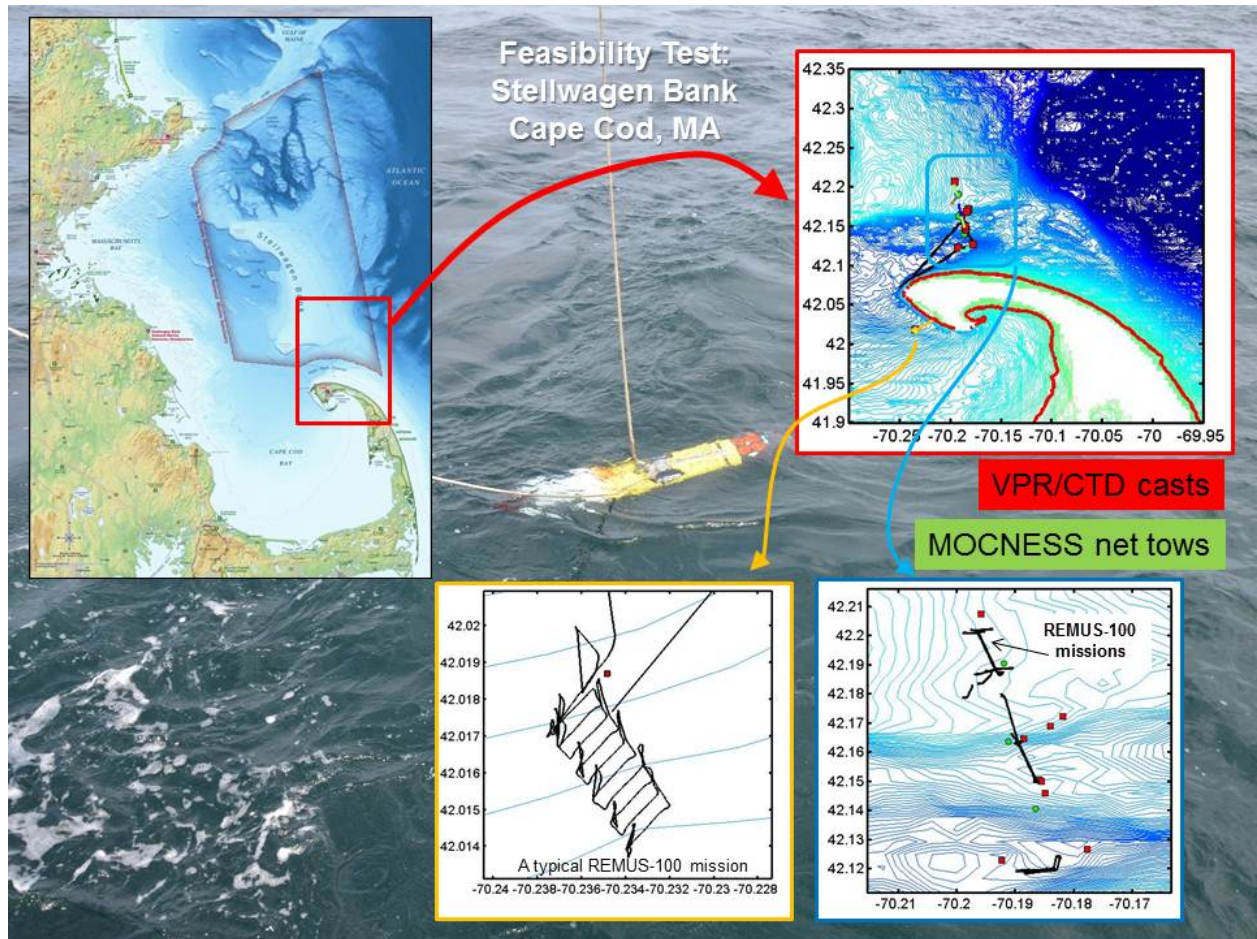 GULF OF
MAINE
ATLANTIC
OCEAN
MASSACHUSETTS
BAY
Stellwagen
CAPE COD
BAY
Feasibility Test:
Stellwagen Bank
Cape Cod, MA
42.35
42.3
42.25
42.2
42.15
42.1
42.05
42
41.95
41.9
-70.25 -70.2 -70.15 -70.1 -70.05 -70 -69.95
VPR/CTD casts
MOCNESS net tows
42.02
42.019
42.018
42.017
42.016
42.015
42.014
A typical REMUS-100 mission
-70.24 -70.238 -70.236 -70.234 -70.232 -70.23 -70.228
42.21
42.2
42.19
42.18
42.17
42.16
42.15
42.14
42.13
42.12
REMUS-100
missions
-70.21 -70.2 -70.19 -70.18 -70.17